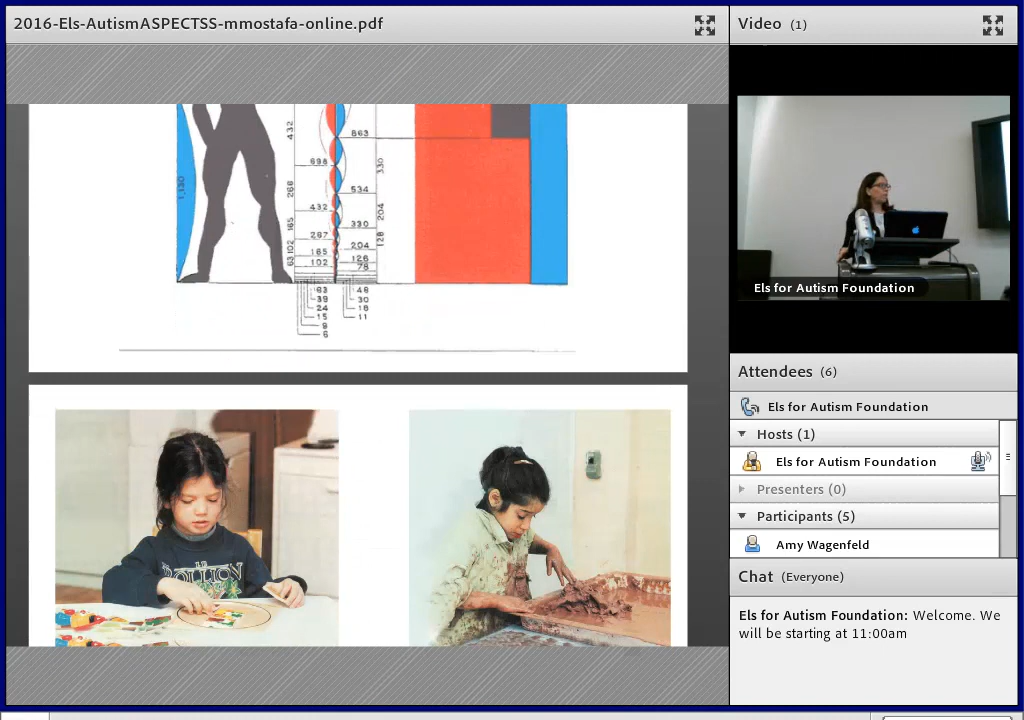 2016-Els-AutismASPECTSS-mmostafa-online.pdf
432
863
330
698
268
534
204
432
165
330
267
128
204
102
165
126
63
102
78
63
48
39
30
24
18
15
11
9
6
Video (1)
Els for Autism Foundation
Attendees (6)
Els for Autism Foundation
Hosts (1)
Els for Autism Foundation
Presenters (0)
Participants (5)
Amy Wagenfeld
Chat (Everyone)
Els for Autism Foundation: Welcome. We
will be starting at 11:00am